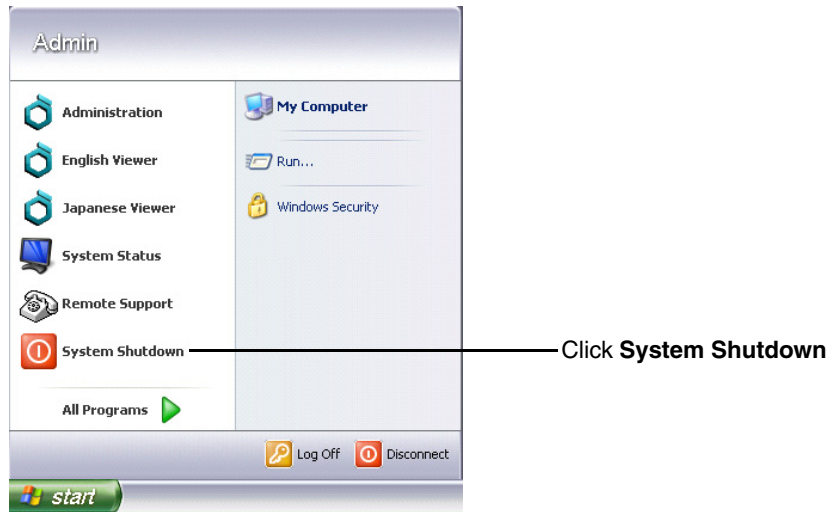 Admin
Administration
English Viewer
Japanese Viewer
System Status
Remote Support
System Shutdown
All Programs
My Computer
Run...
Windows Security
Click System Shutdown
Log Off
Disconnect
start